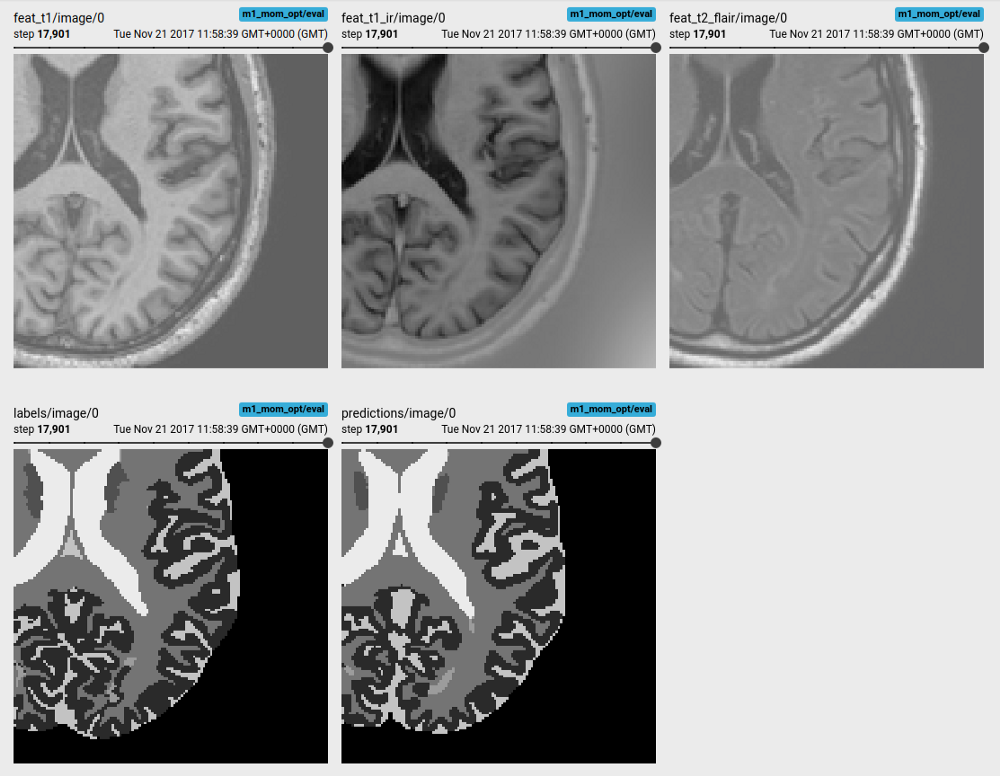 feat_t1/image/0 m1_mom_opt/eval
step 17,901 Tue Nov 21 2017 11:58:39 GMT+0000 (GMT)
feat_t1_ir/image/0 m1_mom_opt/eval
step 17,901 Tue Nov 21 2017 11:58:39 GMT+0000 (GMT)
feat_t2_flair/image/0 m1_mom_opt/eval
step 17,901 Tue Nov 21 2017 11:58:39 GMT+0000 (GMT)
labels/image/0 m1_mom_opt/eval
step 17,901 Tue Nov 21 2017 11:58:39 GMT+0000 (GMT)
predictions/image/0 m1_mom_opt/eval
step 17,901 Tue Nov 21 2017 11:58:39 GMT+0000 (GMT)